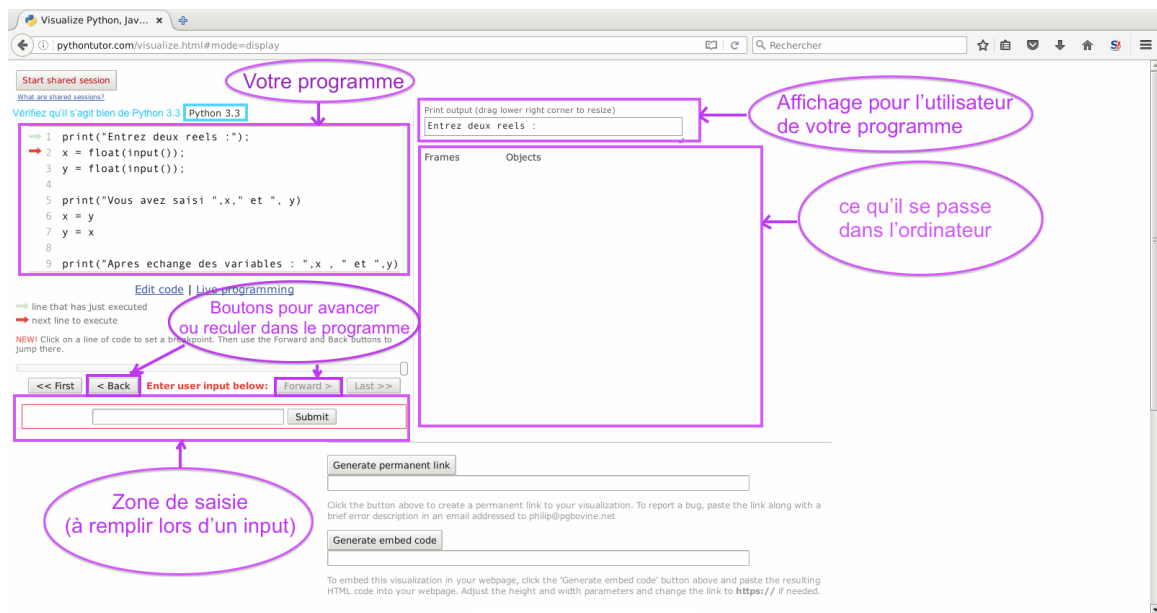 Visualize Python, Jav...
pythontutor.com/visualize.html#mode=display
Rechercher
Start shared session
What are shared sessions?
Votre programme
Vérifiez qu'il s'agit bien de Python 3.3 Python 3.3
1 print("Entrez deux reels :");
2 x = float(input());
3 y = float(input());
4
5 print("Vous avez saisi ",x," et ", y)
6 x = y
7 y = x
8
9 print("Apres echange des variables : ",x , " et ",y)
Edit code | Live programming
line that has just executed
next line to execute
Boutons pour avancer
ou reculer dans le programme
NEW! Click on a line of code to set a breakpoint. Then use the Forward and Back buttons to
jump there.
<< First < Back Enter user input below: Forward > Last >>
Submit
Zone de saisie
(à remplir lors d'un input)
Print output (drag lower right corner to resize)
Entrez deux reels :
Affichage pour l'utilisateur
de votre programme
Frames Objects
ce qu'il se passe
dans l'ordinateur
Generate permanent link
Click the button above to create a permanent link to your visualization. To report a bug, paste the link along with a
brief error description in an email addressed to philip@pgbovine.net
Generate embed code
To embed this visualization in your webpage, click the 'Generate embed code' button above and paste the resulting
HTML code into your webpage. Adjust the height and width parameters and change the link to https:// if needed.